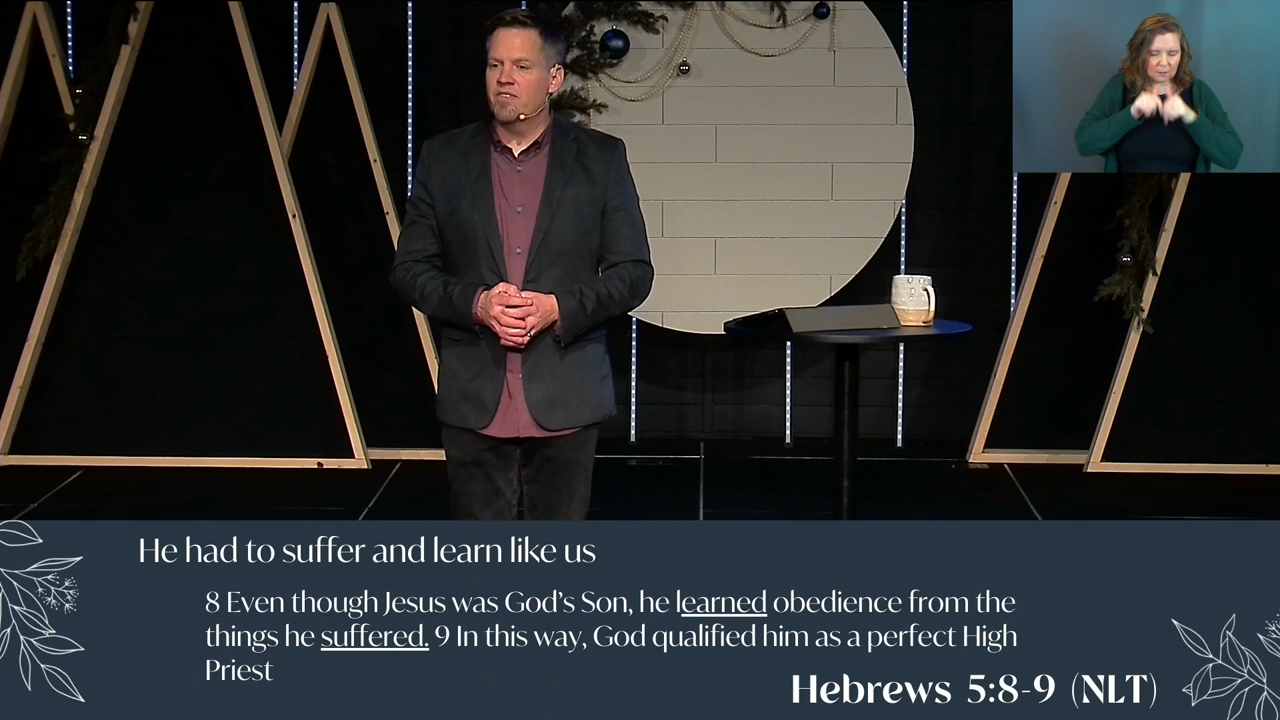 He had to suffer and learn like us
8 Even though Jesus was God's Son, he learned obedience from the
things he suffered. 9 In this way, God qualified him as a perfect High
Priest
Hebrews 5:8-9 (NLT)